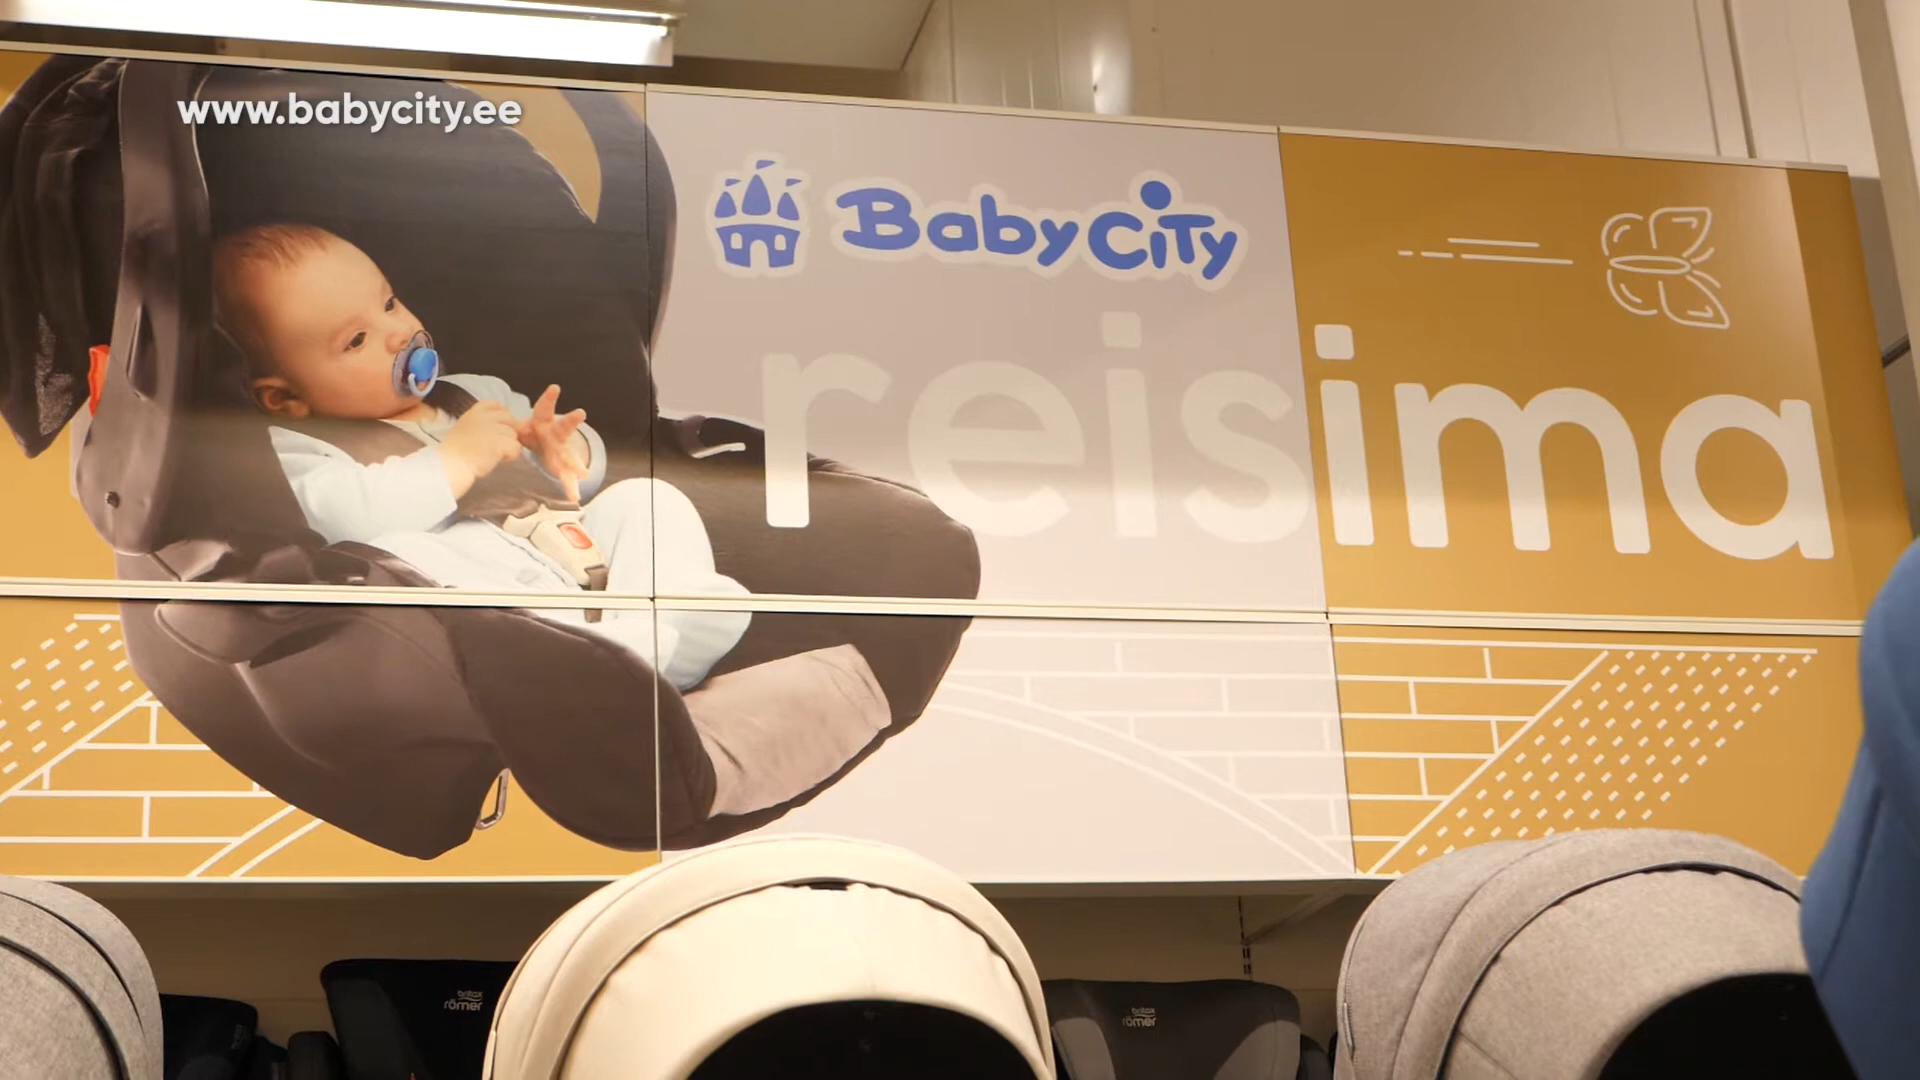 www.babycity.ee
BabyCity
reisima
britax
römer
britax
römer